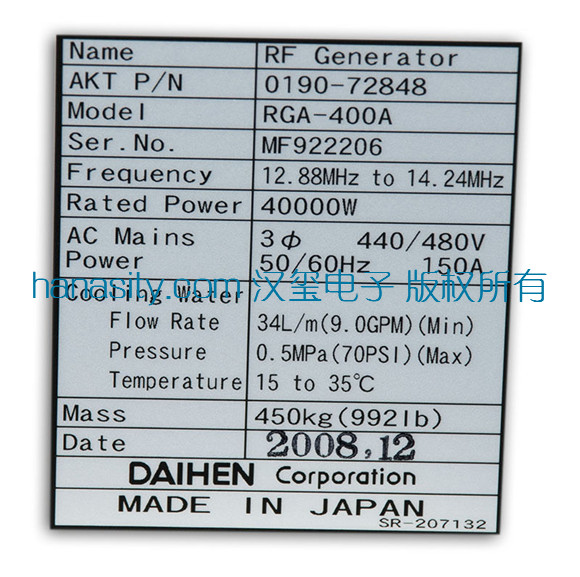 Name RF Generator
AKT P/N 0190-72848
Model RGA-400A
Ser.No. MF922206
Frequency 12.88MHz to 14.24MHz
Rated Power 40000W
AC Mains 3φ 440/480V
Power 50/60Hz 150A
hanasily.com 汉玺电子 版权所有
Cooling-Water
Flow Rate 34L/m(9.0GPM)(Min)
Pressure 0.5MPa(70PSI)(Max)
Temperature 15 to 35℃
Mass 450kg(992lb)
Date 2008,12
DAIHEN Corporation
MADE IN JAPAN
SR-207132